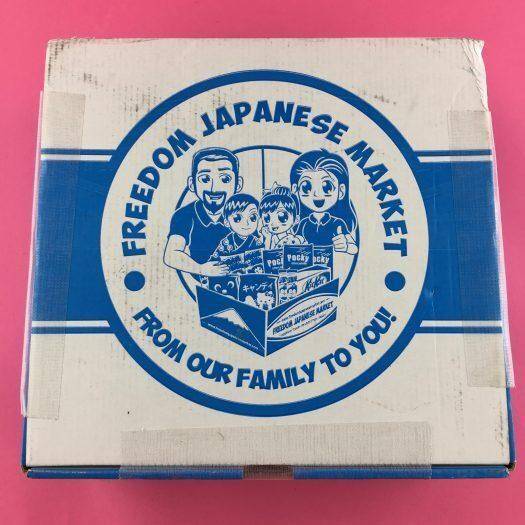 FREEDOM JAPANESE MARKET
Pocky
Pocky
キャンディ
KitKat
FREEDOM JAPANESE MARKET
FROM OUR FAMILY TO YOU!